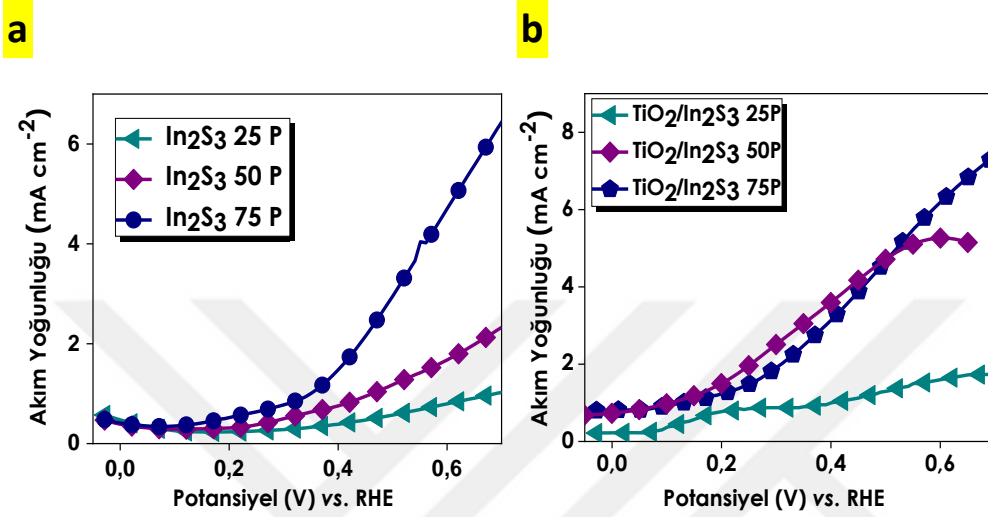 a
Akım Yoğunluğu (mA cm⁻²)
6
4
2
0
In₂S₃ 25 P
In₂S₃ 50 P
In₂S₃ 75 P
0,0 0,2 0,4 0,6
Potansiyel (V) vs. RHE
b
Akım Yoğunluğu (mA cm⁻²)
8
6
4
2
0
TiO₂/In₂S₃ 25P
TiO₂/In₂S₃ 50P
TiO₂/In₂S₃ 75P
0.0 0,2 0,4 0,6
Potansiyel (V) vs. RHE